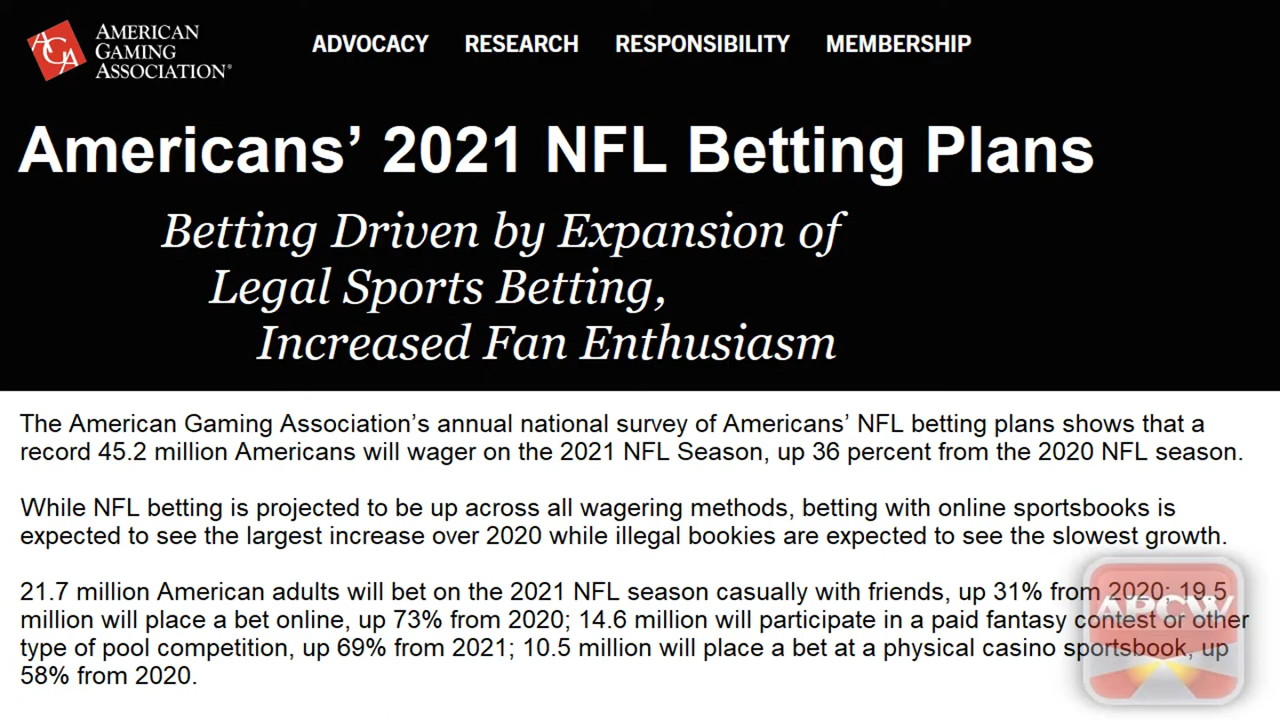 AMERICAN
GAMING
ASSOCIATION®
AGA
ADVOCACY RESEARCH RESPONSIBILITY MEMBERSHIP
Americans’ 2021 NFL Betting Plans
Betting Driven by Expansion of
Legal Sports Betting,
Increased Fan Enthusiasm
The American Gaming Association’s annual national survey of Americans’ NFL betting plans shows that a
record 45.2 million Americans will wager on the 2021 NFL Season, up 36 percent from the 2020 NFL season.
While NFL betting is projected to be up across all wagering methods, betting with online sportsbooks is
expected to see the largest increase over 2020 while illegal bookies are expected to see the slowest growth.
21.7 million American adults will bet on the 2021 NFL season casually with friends, up 31% from 2020; 19.5
million will place a bet online, up 73% from 2020; 14.6 million will participate in a paid fantasy contest or other
type of pool competition, up 69% from 2021; 10.5 million will place a bet at a physical casino sportsbook, up
58% from 2020.
APCW